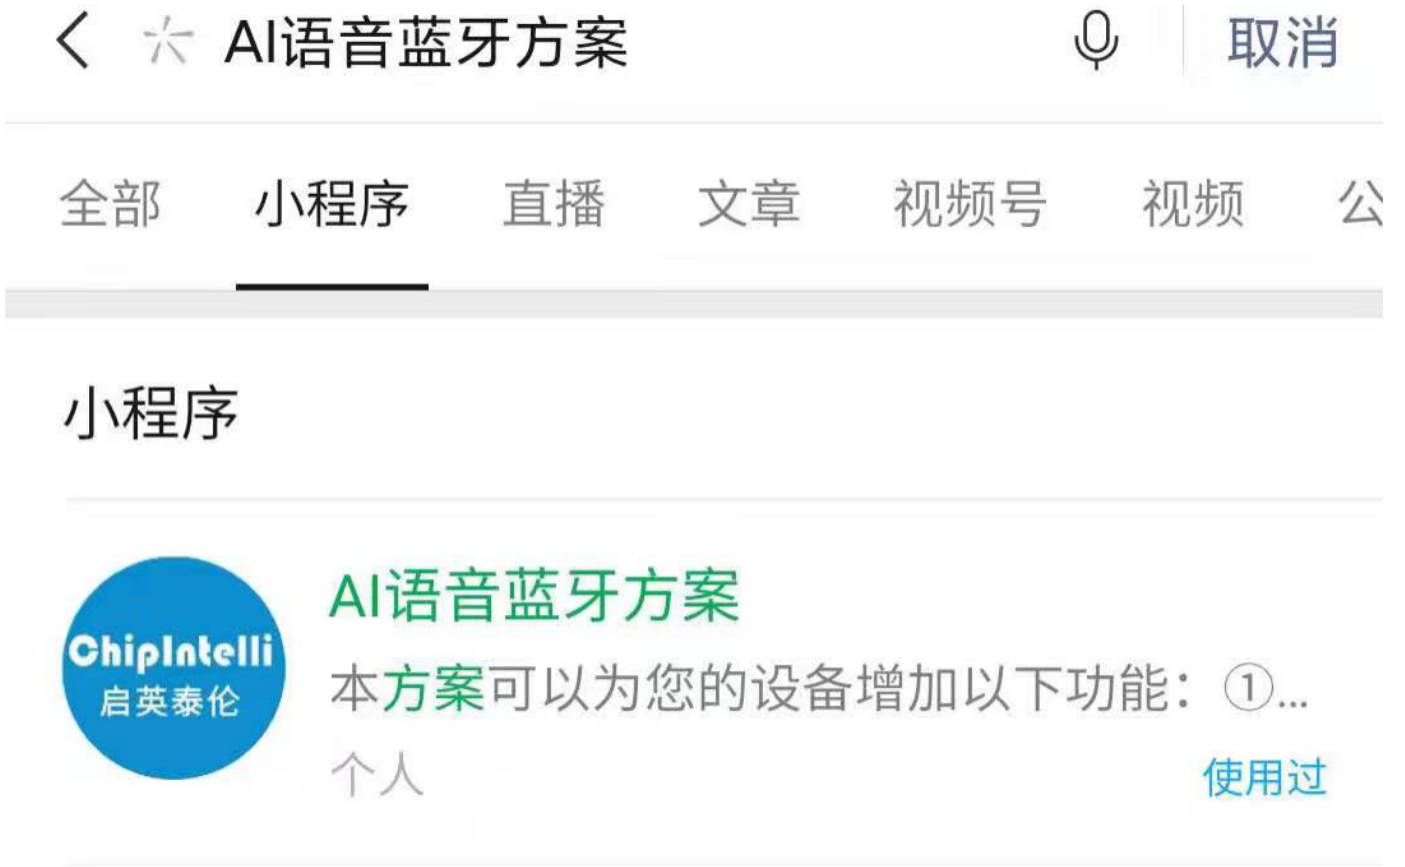 AI语音蓝牙方案 取消
全部 小程序 直播 文章 视频号 视频 公
小程序
AI语音蓝牙方案
ChipIntelli
启英泰伦
本方案可以为您的设备增加以下功能：①...
个人 使用过